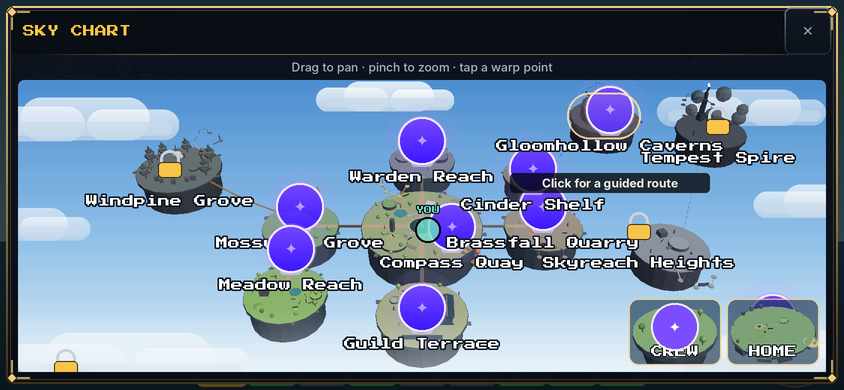 SKY CHART
Drag to pan · pinch to zoom · tap a warp point
Gloomhollow Caverns
Tempest Spire
Warden Reach
Click for a guided route
Windpine Grove
Cinder Shelf
YOU
Grove
Brassfall Quarry
Compass Quay
Skyreach Heights
Meadow Reach
Guild Terrace
CREW
HOME